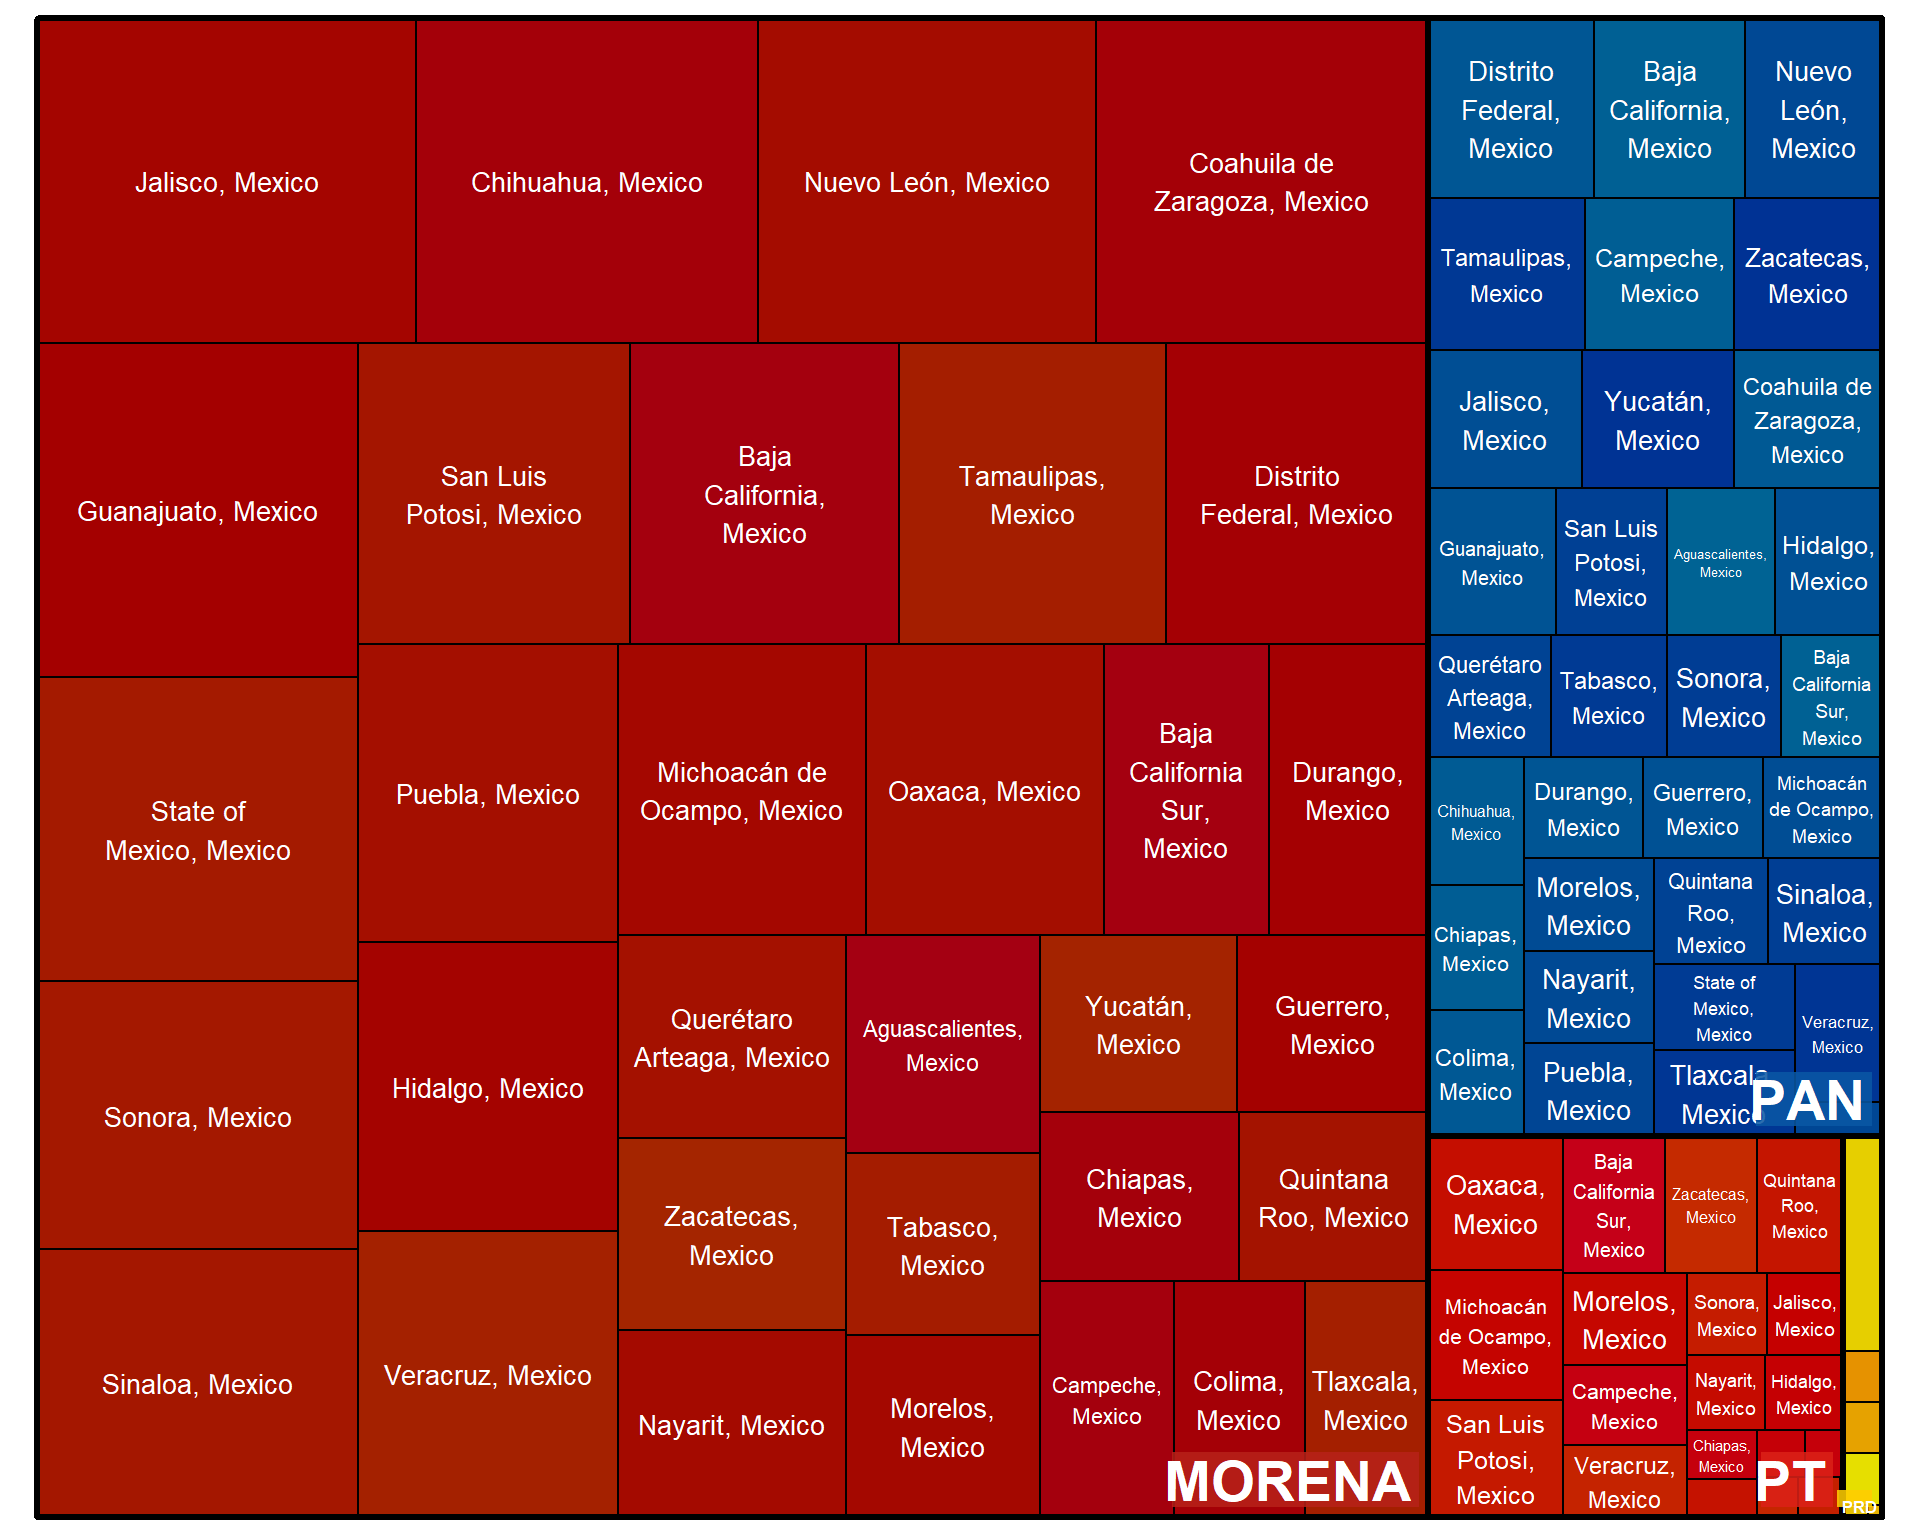 Jalisco, Mexico
Chihuahua, Mexico
Nuevo León, Mexico
Coahuila de
Zaragoza, Mexico
Guanajuato, Mexico
San Luis
Potosi, Mexico
Baja
California,
Mexico
Tamaulipas,
Mexico
Distrito
Federal, Mexico
State of
Mexico, Mexico
Puebla, Mexico
Michoacán de
Ocampo, Mexico
Oaxaca, Mexico
Baja
California
Sur,
Mexico
Durango,
Mexico
Sonora, Mexico
Hidalgo, Mexico
Querétaro
Arteaga, Mexico
Aguascalientes,
Mexico
Yucatán,
Mexico
Guerrero,
Mexico
Sinaloa, Mexico
Veracruz, Mexico
Zacatecas,
Mexico
Tabasco,
Mexico
Chiapas,
Mexico
Quintana
Roo, Mexico
Nayarit, Mexico
Morelos,
Mexico
Campeche,
Mexico
Colima,
Mexico
Tlaxcala,
Mexico
MORENA
Distrito
Federal,
Mexico
Baja
California,
Mexico
Nuevo
León,
Mexico
Tamaulipas,
Mexico
Campeche,
Mexico
Zacatecas,
Mexico
Jalisco,
Mexico
Yucatán,
Mexico
Coahuila de
Zaragoza,
Mexico
Guanajuato,
Mexico
San Luis
Potosi,
Mexico
Aguascalientes,
Mexico
Hidalgo,
Mexico
Querétaro
Arteaga,
Mexico
Tabasco,
Mexico
Sonora,
Mexico
Baja
California
Sur,
Mexico
Chihuahua,
Mexico
Durango,
Mexico
Guerrero,
Mexico
Michoacán
de Ocampo,
Mexico
Chiapas,
Mexico
Morelos,
Mexico
Quintana
Roo,
Mexico
Sinaloa,
Mexico
Colima,
Mexico
Nayarit,
Mexico
State of
Mexico,
Mexico
Veracruz,
Mexico
Puebla,
Mexico
Tlaxcala
Mexico
PAN
Oaxaca,
Mexico
Baja
California
Sur,
Mexico
Zacatecas,
Mexico
Quintana
Roo,
Mexico
Michoacán
de Ocampo,
Mexico
Morelos,
Mexico
Sonora,
Mexico
Jalisco,
Mexico
Campeche,
Mexico
Nayarit,
Mexico
Hidalgo,
Mexico
San Luis
Potosi,
Mexico
Veracruz,
Mexico
Chiapas,
Mexico
PT
PRD